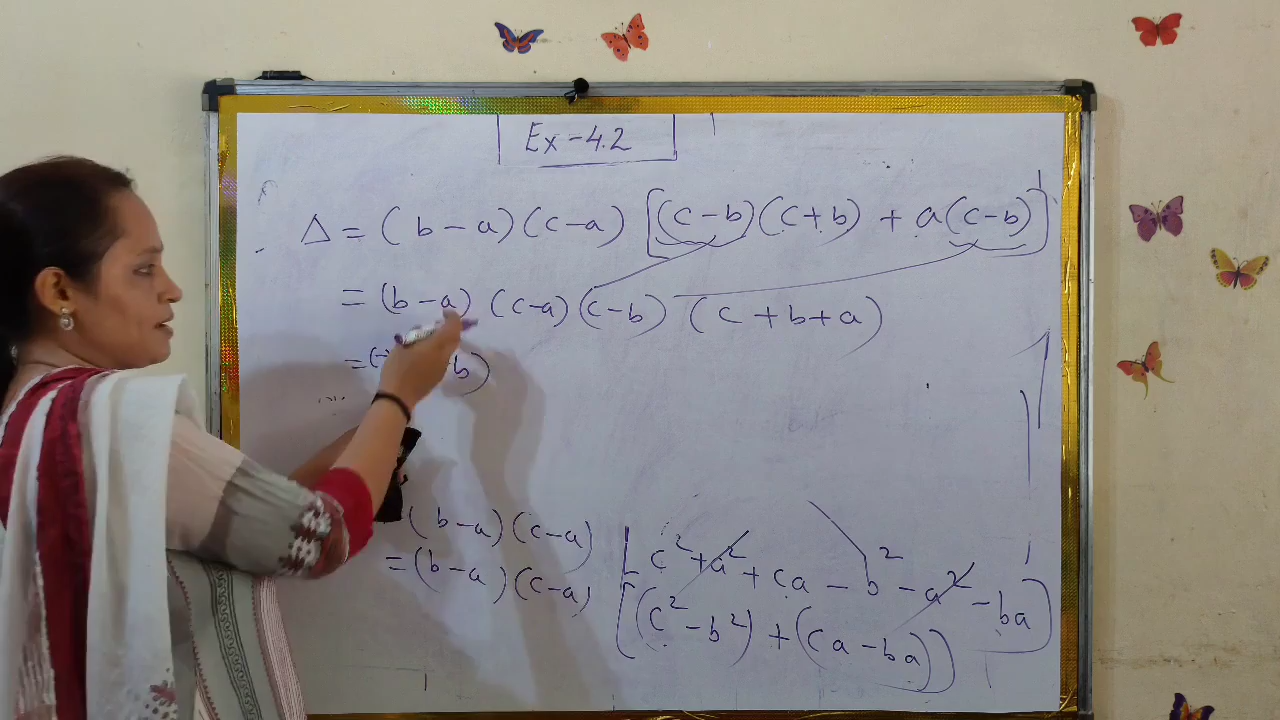 Ex-4.2
Δ = (b-a)(c-a) [(c-b)(c+b) + a(c-b)]
= (b-a) (c-a) (c-b) (c+b+a)
= (- -b)
(b-a)(c-a) [c²+a²+ca-b²-a²-ba]
= (b-a)(c-a) [(c²-b²)+(ca-ba)]